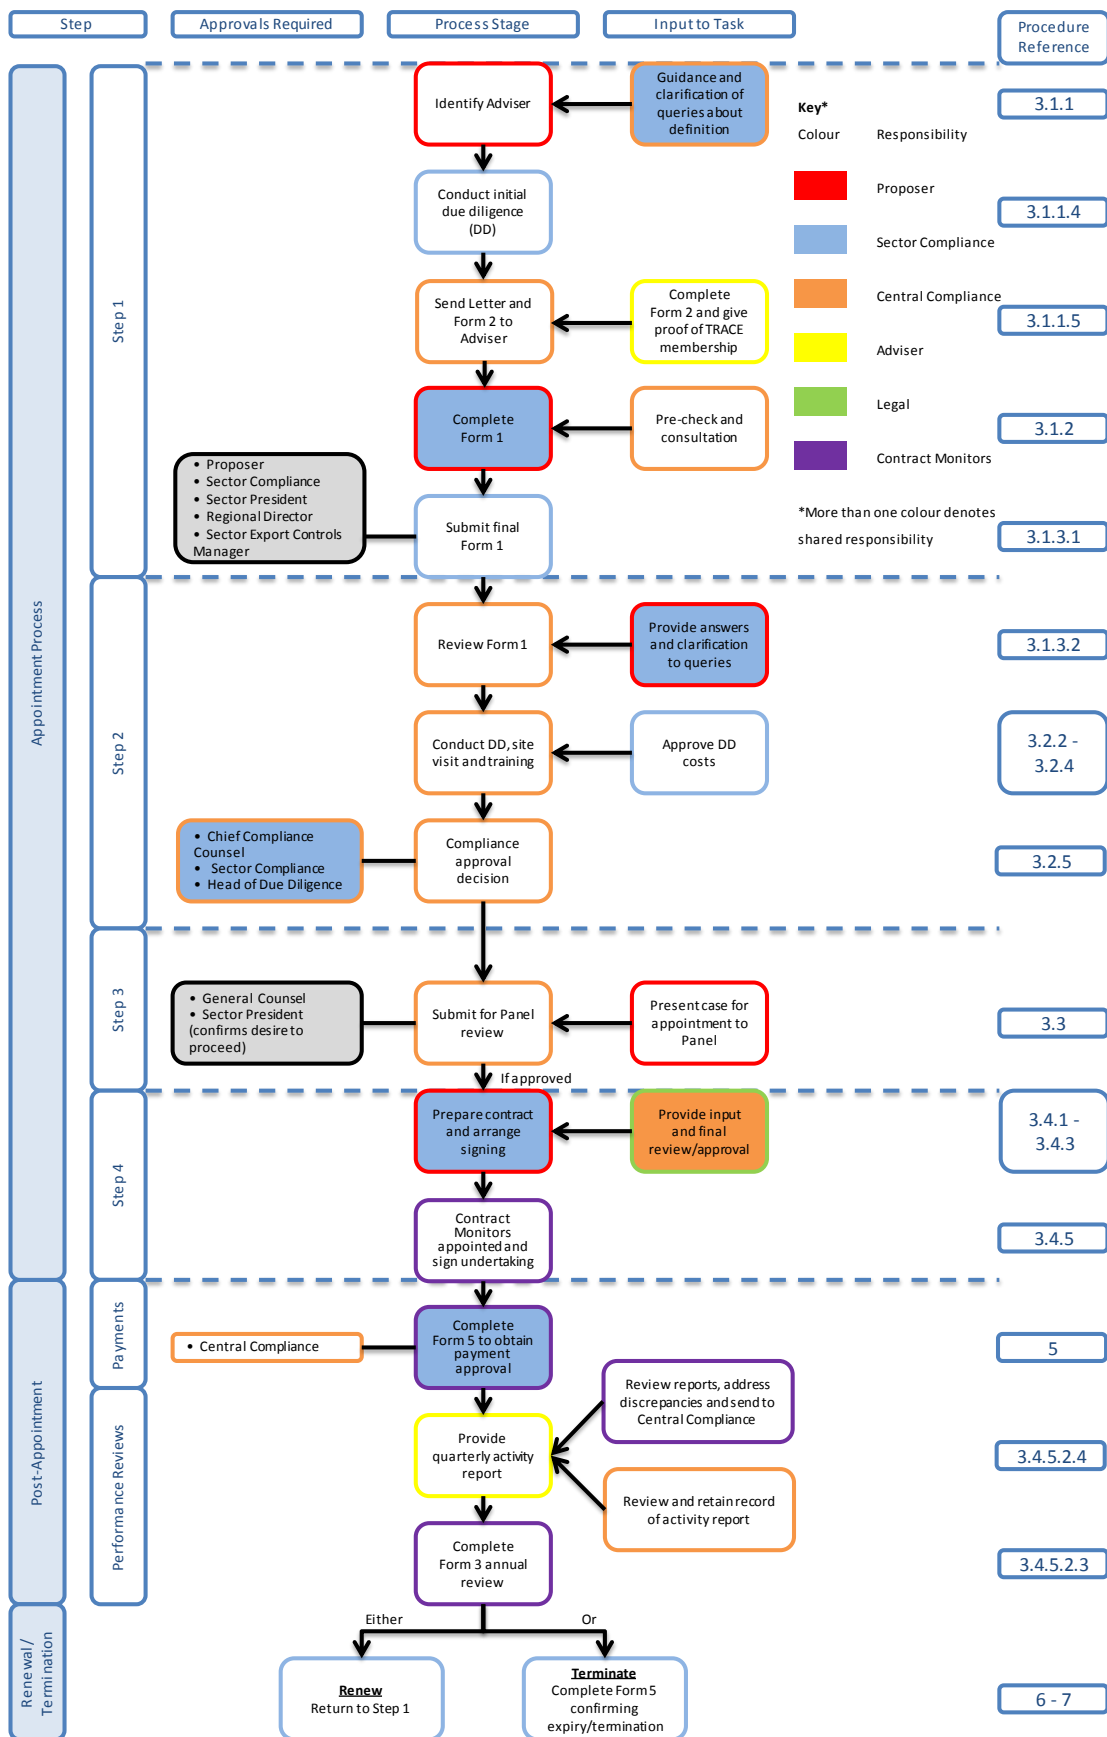 Step
Approvals Required
Process Stage
Input to Task
Procedure
Reference
Appointment Process
Step 1
Identify Adviser
Guidance and
clarification of
queries about
definition
3.1.1
Key*
Colour
Responsibility
Proposer
Sector Compliance
Central Compliance
Adviser
Legal
Contract Monitors
*More than one colour denotes
shared responsibility
Conduct initial
due diligence
(DD)
3.1.1.4
Send Letter and
Form 2 to
Adviser
Complete
Form 2 and give
proof of TRACE
membership
3.1.1.5
Complete
Form 1
Pre-check and
consultation
3.1.2
• Proposer
• Sector Compliance
• Sector President
• Regional Director
• Sector Export Controls
Manager
Submit final
Form 1
3.1.3.1
Step 2
Review Form 1
Provide answers
and clarification
to queries
3.1.3.2
Conduct DD, site
visit and training
Approve DD
costs
3.2.2 -
3.2.4
• Chief Compliance
Counsel
• Sector Compliance
• Head of Due Diligence
Compliance
approval
decision
3.2.5
Step 3
• General Counsel
• Sector President
(confirms desire to
proceed)
Submit for Panel
review
Present case for
appointment to
Panel
3.3
If approved
Step 4
Prepare contract
and arrange
signing
Provide input
and final
review/approval
3.4.1 -
3.4.3
Contract
Monitors
appointed and
sign undertaking
3.4.5
Post-Appointment
Payments
• Central Compliance
Complete
Form 5 to obtain
payment
approval
5
Performance Reviews
Review reports, address
discrepancies and send to
Central Compliance
Provide
quarterly activity
report
3.4.5.2.4
Review and retain record
of activity report
Complete
Form 3 annual
review
3.4.5.2.3
Either
Or
Renewal/
Termination
Renew
Return to Step 1
Terminate
Complete Form 5
confirming
expiry/termination
6 - 7